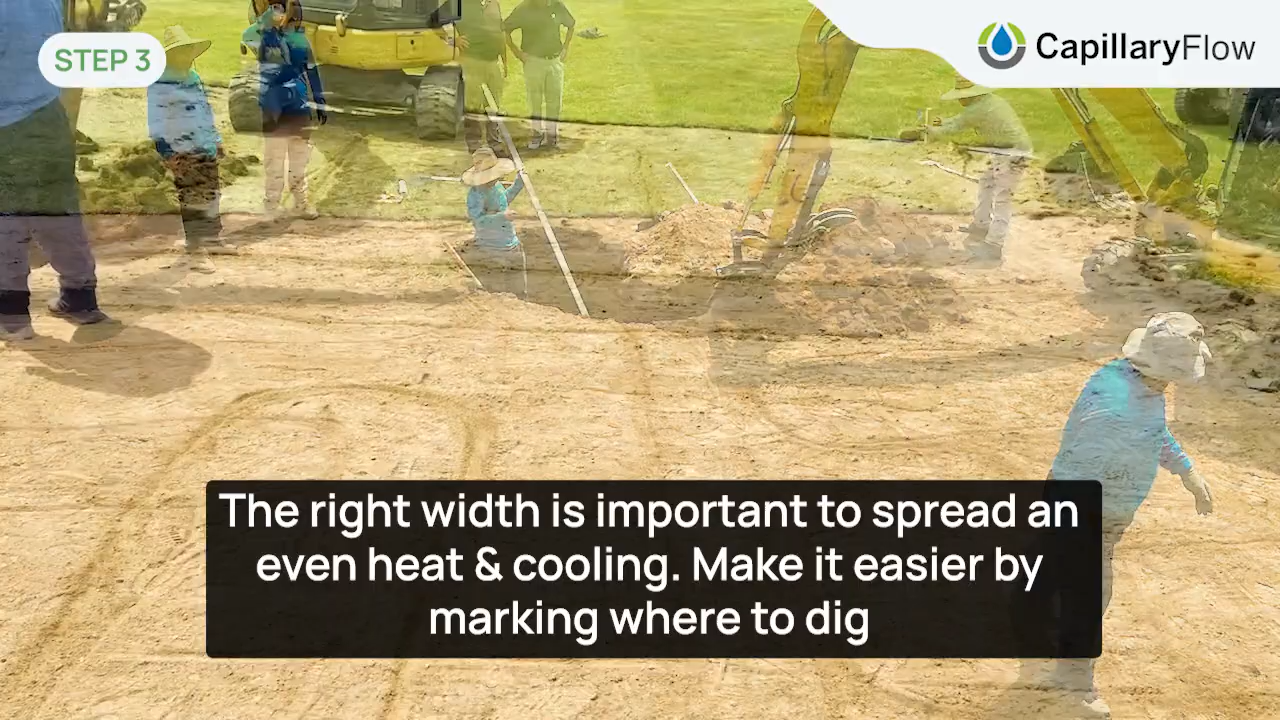 STEP 3
CapillaryFlow
The right width is important to spread an
even heat & cooling. Make it easier by
marking where to dig